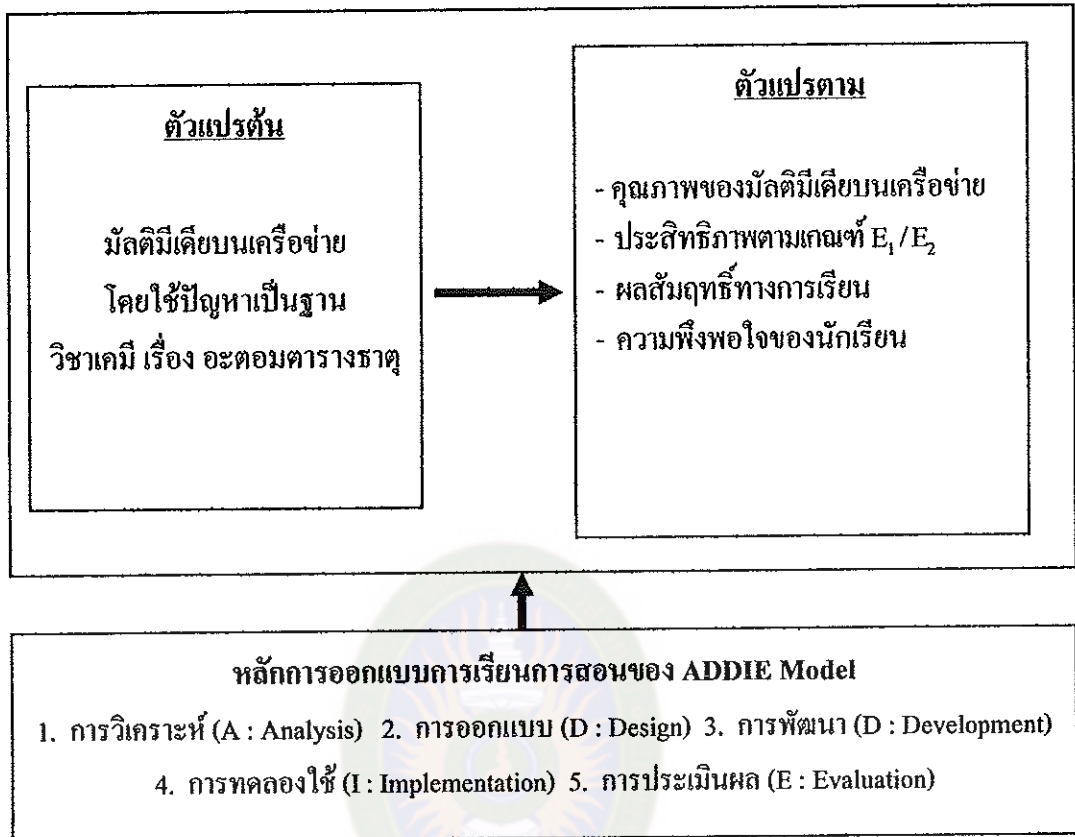 ตัวแปรต้น
มัลติมีเดียบนเครือข่าย
โดยใช้ปัญหาเป็นฐาน
วิชาเคมี เรื่อง อะตอมตารางธาตุ
ตัวแปรตาม
- คุณภาพของมัลติมีเดียบนเครือข่าย
- ประสิทธิภาพตามเกณฑ์ E₁/E₂
- ผลสัมฤทธิ์ทางการเรียน
- ความพึงพอใจของนักเรียน
หลักการออกแบบการเรียนการสอนของ ADDIE Model
1. การวิเคราะห์ (A : Analysis) 2. การออกแบบ (D : Design) 3. การพัฒนา (D : Development)
4. การทดลองใช้ (I : Implementation) 5. การประเมินผล (E : Evaluation)